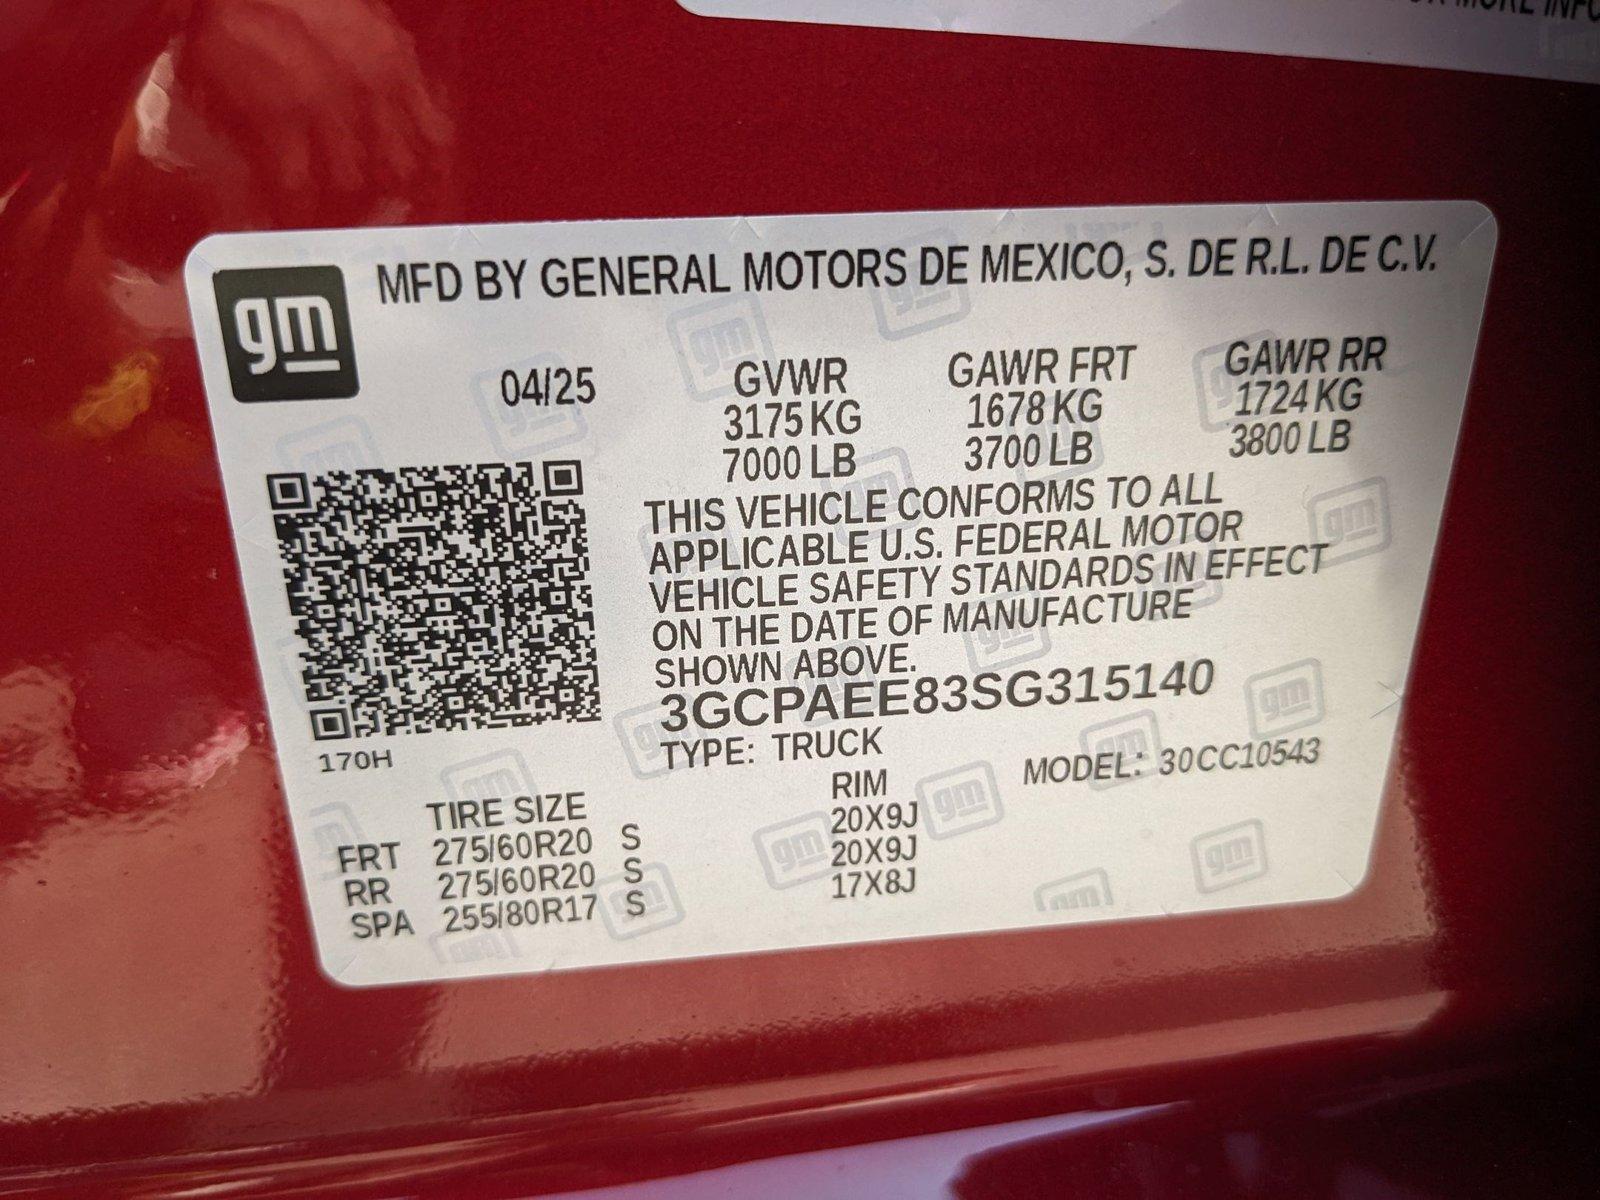 MORE INFO
gm
MFD BY GENERAL MOTORS DE MEXICO, S. DE R.L. DE C.V.
04/25
GVWR
3175 KG
7000 LB
GAWR FRT
1678 KG
3700 LB
GAWR RR
1724 KG
3800 LB
THIS VEHICLE CONFORMS TO ALL
APPLICABLE U.S. FEDERAL MOTOR
VEHICLE SAFETY STANDARDS IN EFFECT
ON THE DATE OF MANUFACTURE
SHOWN ABOVE.
3GCPAEE83SG315140
170H
TYPE: TRUCK
MODEL: 30CC10543
TIRE SIZE RIM
FRT 275/60R20 S 20X9J
RR 275/60R20 S 20X9J
SPA 255/80R17 S 17X8J